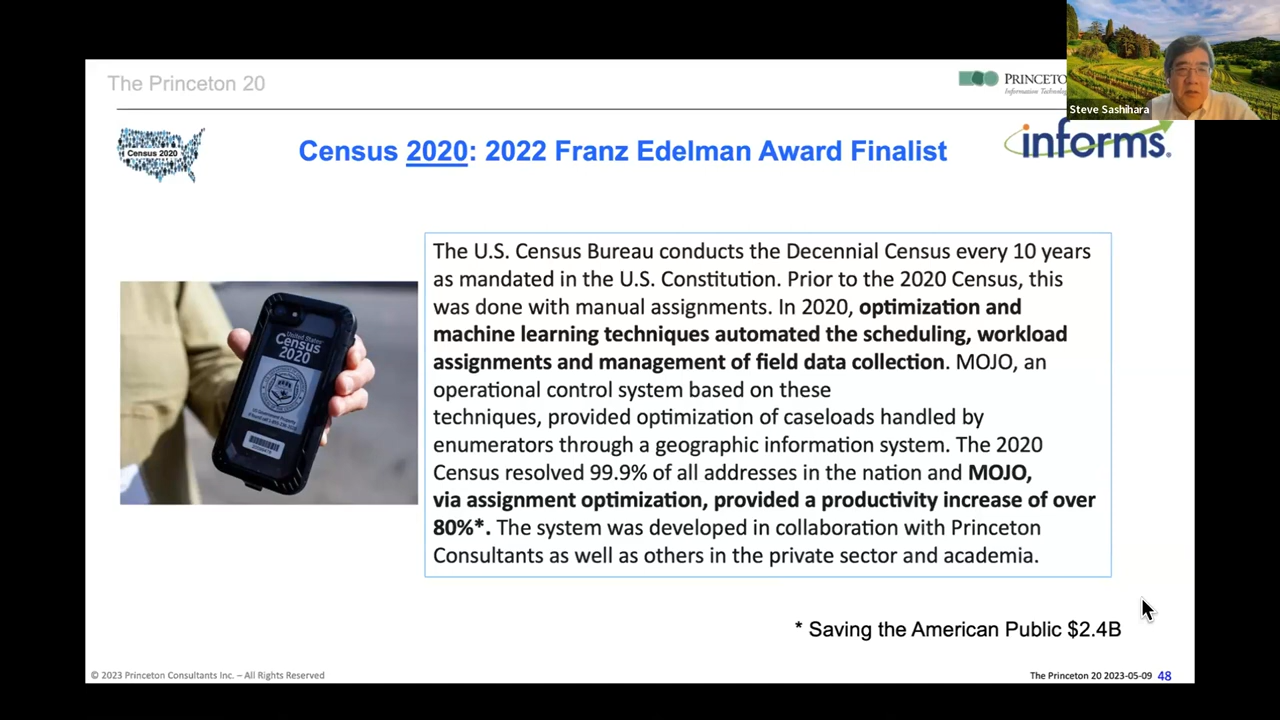 The Princeton 20
PRINCETO
Information Technolog
Steve Sashihara
Census 2020
Census 2020: 2022 Franz Edelman Award Finalist
informs.
The U.S. Census Bureau conducts the Decennial Census every 10 years
as mandated in the U.S. Constitution. Prior to the 2020 Census, this
was done with manual assignments. In 2020, optimization and
machine learning techniques automated the scheduling, workload
assignments and management of field data collection. MOJO, an
operational control system based on these
techniques, provided optimization of caseloads handled by
enumerators through a geographic information system. The 2020
Census resolved 99.9% of all addresses in the nation and MOJO,
via assignment optimization, provided a productivity increase of over
80%*. The system was developed in collaboration with Princeton
Consultants as well as others in the private sector and academia.
United States
Census
2020
* Saving the American Public $2.4B
© 2023 Princeton Consultants Inc. – All Rights Reserved
The Princeton 20 2023-05-09 48